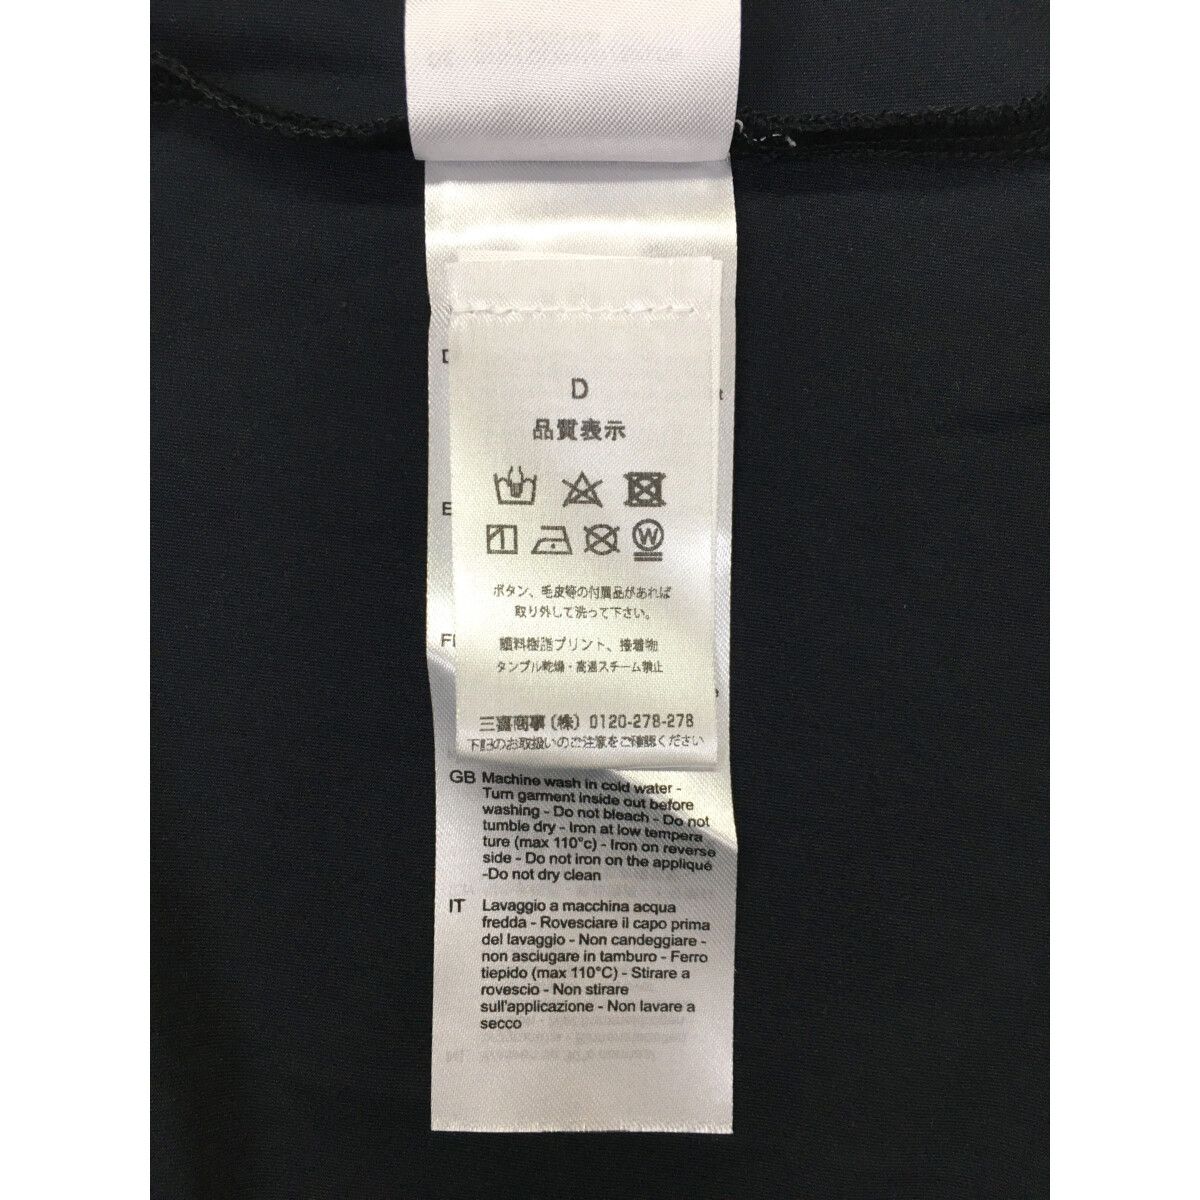 D
品質表示
W
ボタン、毛皮等の付属品があれば
取り外して洗って下さい。
顔料樹脂プリント、接着物
タンブル乾燥・高温スチーム禁止
三喜商事(株) 0120-278-278
下記のお取扱いのご注意をご確認ください
GB Machine wash in cold water -
Turn garment inside out before
washing - Do not bleach - Do not
tumble dry - Iron at low tempera
ture (max 110°c) - Iron on reverse
side - Do not iron on the appliqué
-Do not dry clean
IT Lavaggio a macchina acqua
fredda - Rovesciare il capo prima
del lavaggio - Non candeggiare -
non asciugare in tamburo - Ferro
tiepido (max 110°C) - Stirare a
rovescio - Non stirare
sull'applicazione - Non lavare a
secco